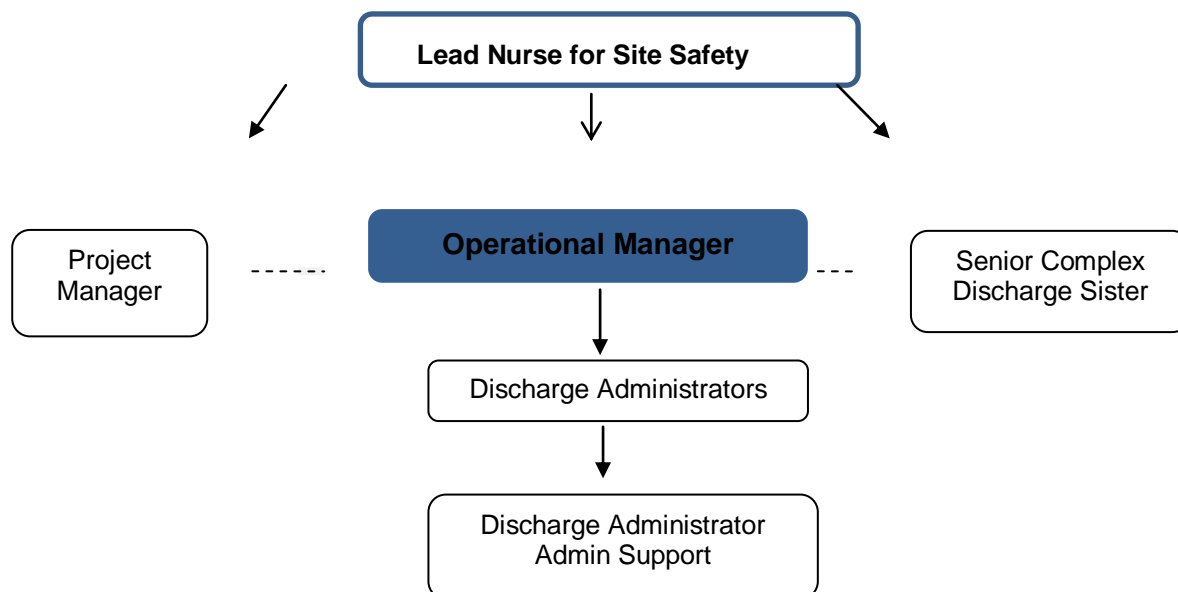 Lead Nurse for Site Safety
Operational Manager
Project
Manager
Senior Complex
Discharge Sister
Discharge Administrators
Discharge Administrator
Admin Support